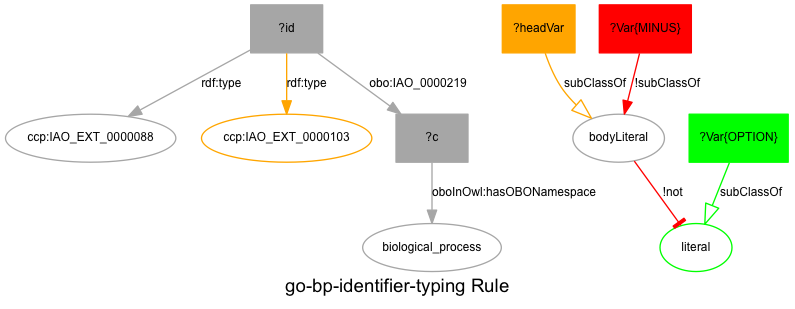 ?id
?headVar
?Var{MINUS}
rdf:type
rdf:type
obo:IAO_0000219
subClassOf
!subClassOf
ccp:IAO_EXT_0000088
ccp:IAO_EXT_0000103
?c
bodyLiteral
?Var{OPTION}
oboInOwl:hasOBONamespace
!not
subClassOf
biological_process
literal
go-bp-identifier-typing Rule